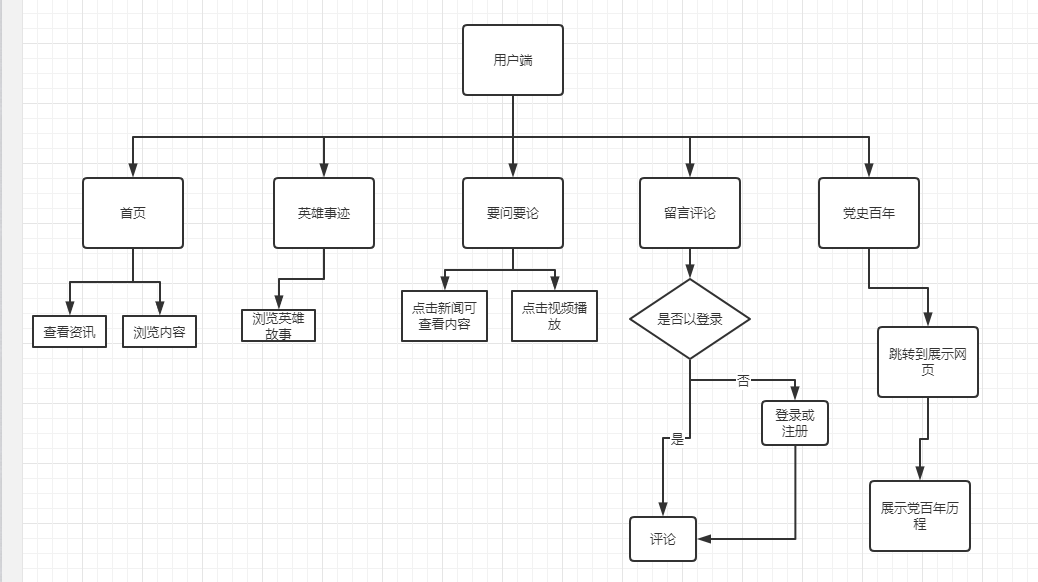 用户端
首页
英雄事迹
要问要论
留言评论
党史百年
查看资讯
浏览内容
浏览英雄
故事
点击新闻可
查看内容
点击视频播
放
是否以登录
跳转到展示网
页
否
登录或
注册
是
评论
展示党百年历
程